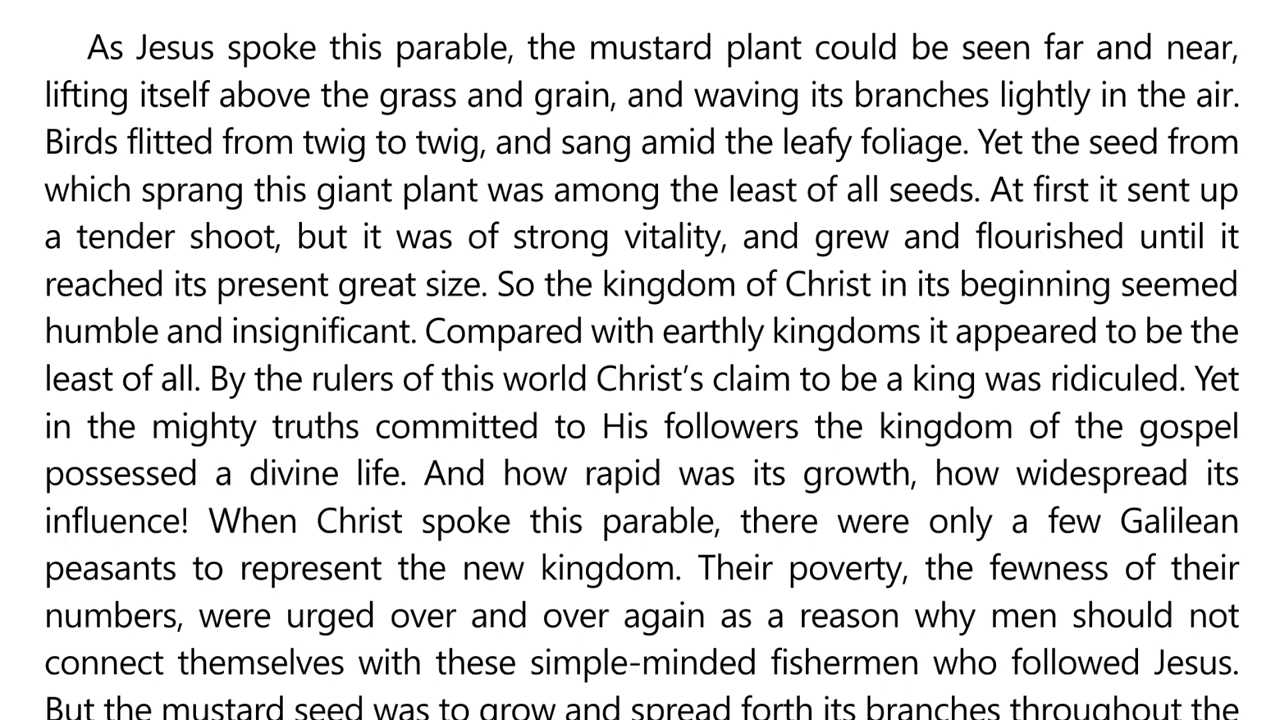 As Jesus spoke this parable, the mustard plant could be seen far and near,
lifting itself above the grass and grain, and waving its branches lightly in the air.
Birds flitted from twig to twig, and sang amid the leafy foliage. Yet the seed from
which sprang this giant plant was among the least of all seeds. At first it sent up
a tender shoot, but it was of strong vitality, and grew and flourished until it
reached its present great size. So the kingdom of Christ in its beginning seemed
humble and insignificant. Compared with earthly kingdoms it appeared to be the
least of all. By the rulers of this world Christ’s claim to be a king was ridiculed. Yet
in the mighty truths committed to His followers the kingdom of the gospel
possessed a divine life. And how rapid was its growth, how widespread its
influence! When Christ spoke this parable, there were only a few Galilean
peasants to represent the new kingdom. Their poverty, the fewness of their
numbers, were urged over and over again as a reason why men should not
connect themselves with these simple-minded fishermen who followed Jesus.
But the mustard seed was to grow and spread forth its branches throughout the